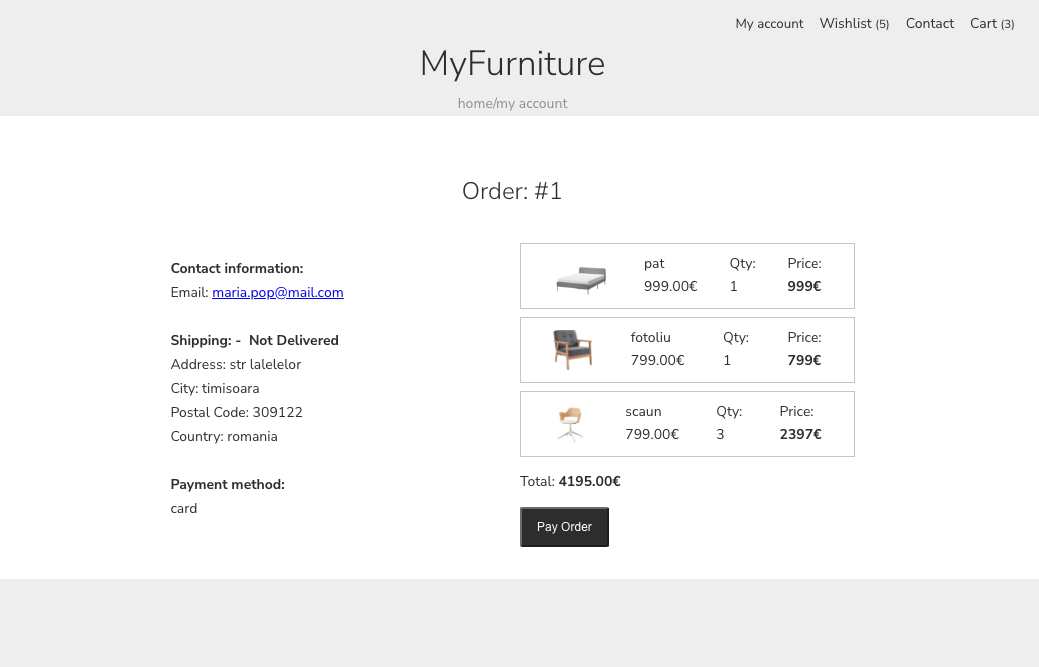 My account Wishlist (5) Contact Cart (3)
MyFurniture
home/my account
Order: #1
Contact information:
Email: maria.pop@mail.com
Shipping: - Not Delivered
Address: str lalelelor
City: timisoara
Postal Code: 309122
Country: romania
Payment method:
card
pat Qty: Price:
999.00€ 1 999€
fotoliu Qty: Price:
799.00€ 1 799€
scaun Qty: Price:
799.00€ 3 2397€
Total: 4195.00€
Pay Order